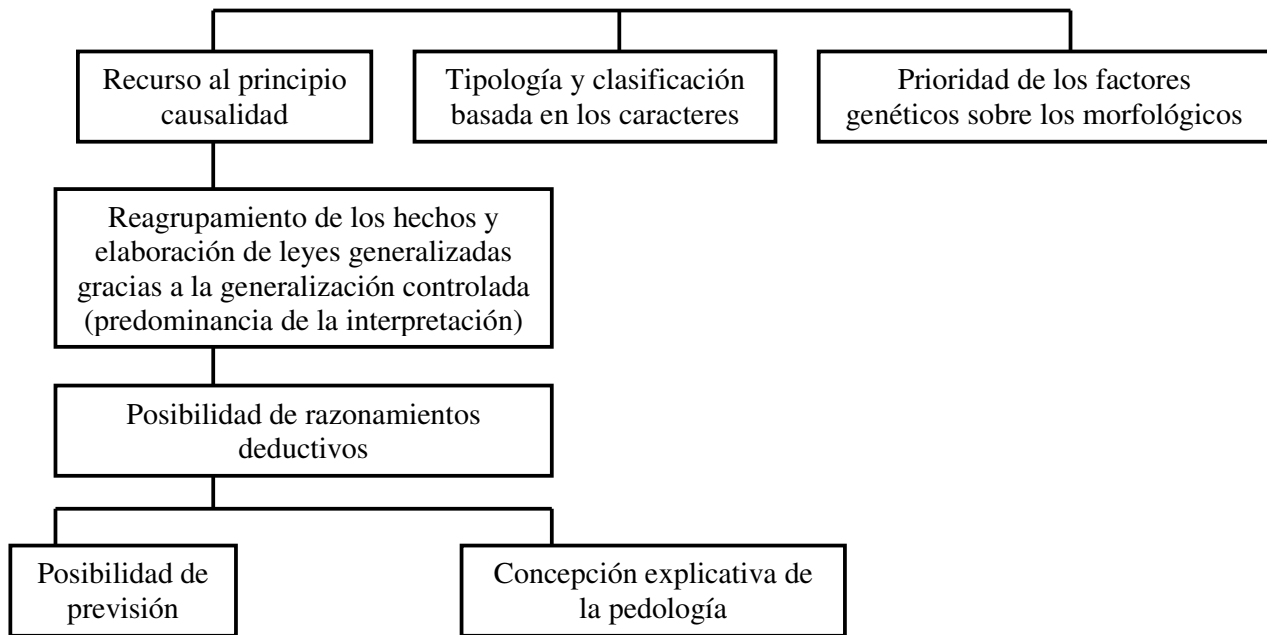 Recurso al principio
causalidad
Tipología y clasificación
basada en los caracteres
Prioridad de los factores
genéticos sobre los morfológicos
Reagrupamiento de los hechos y
elaboración de leyes generalizadas
gracias a la generalización controlada
(predominancia de la interpretación)
Posibilidad de razonamientos
deductivos
Posibilidad de
previsión
Concepción explicativa de
la pedología